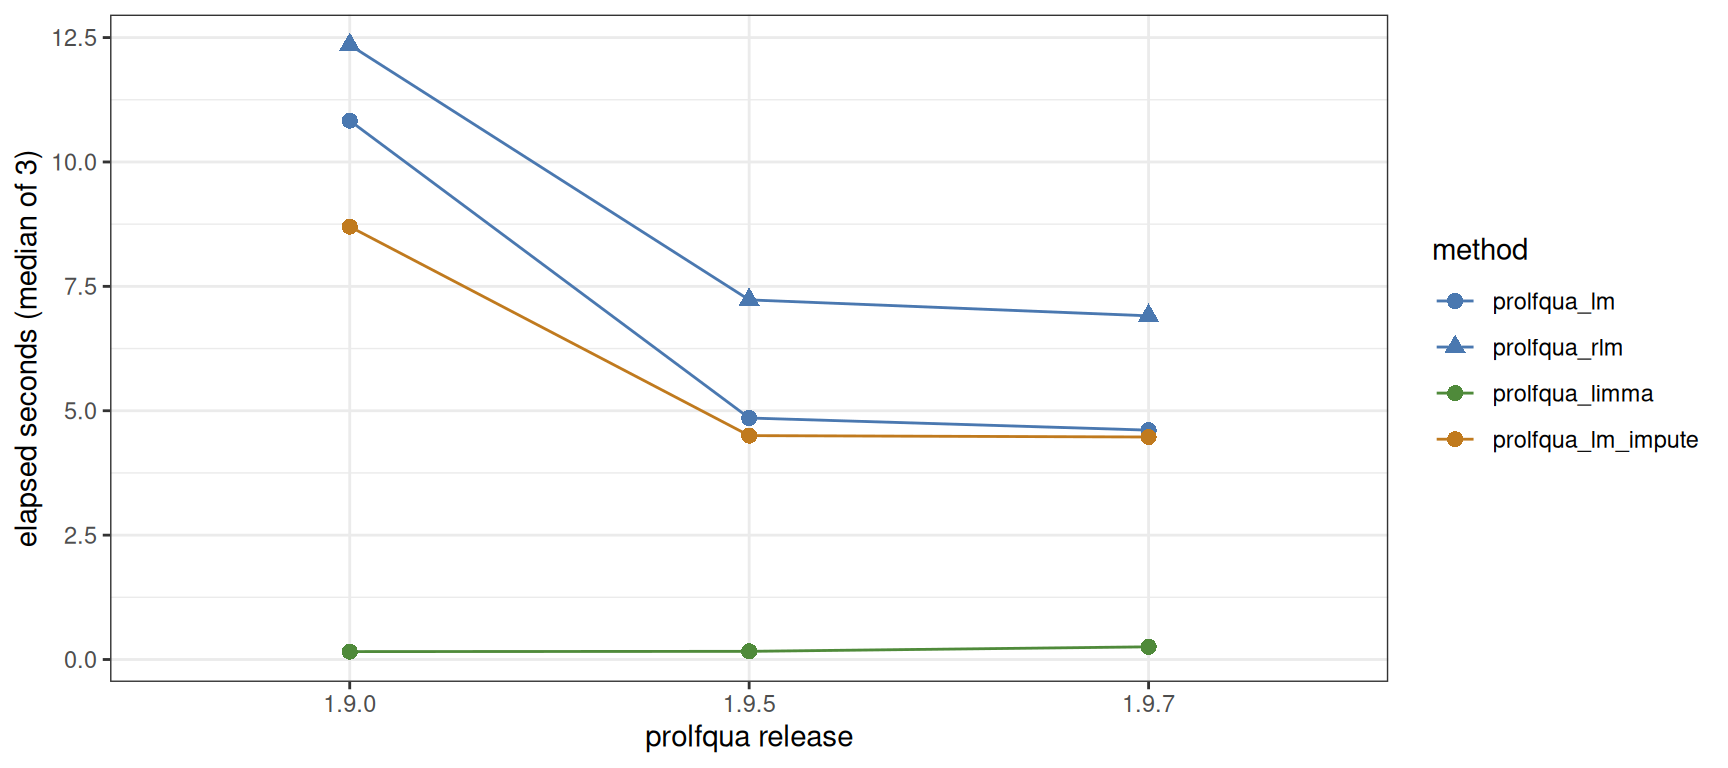 12.5
10.0
7.5
5.0
2.5
0.0
elapsed seconds (median of 3)
1.9.0
1.9.5
1.9.7
prolfqua release
method
prolfqua_lm
prolfqua_rlm
prolfqua_limma
prolfqua_lm_impute